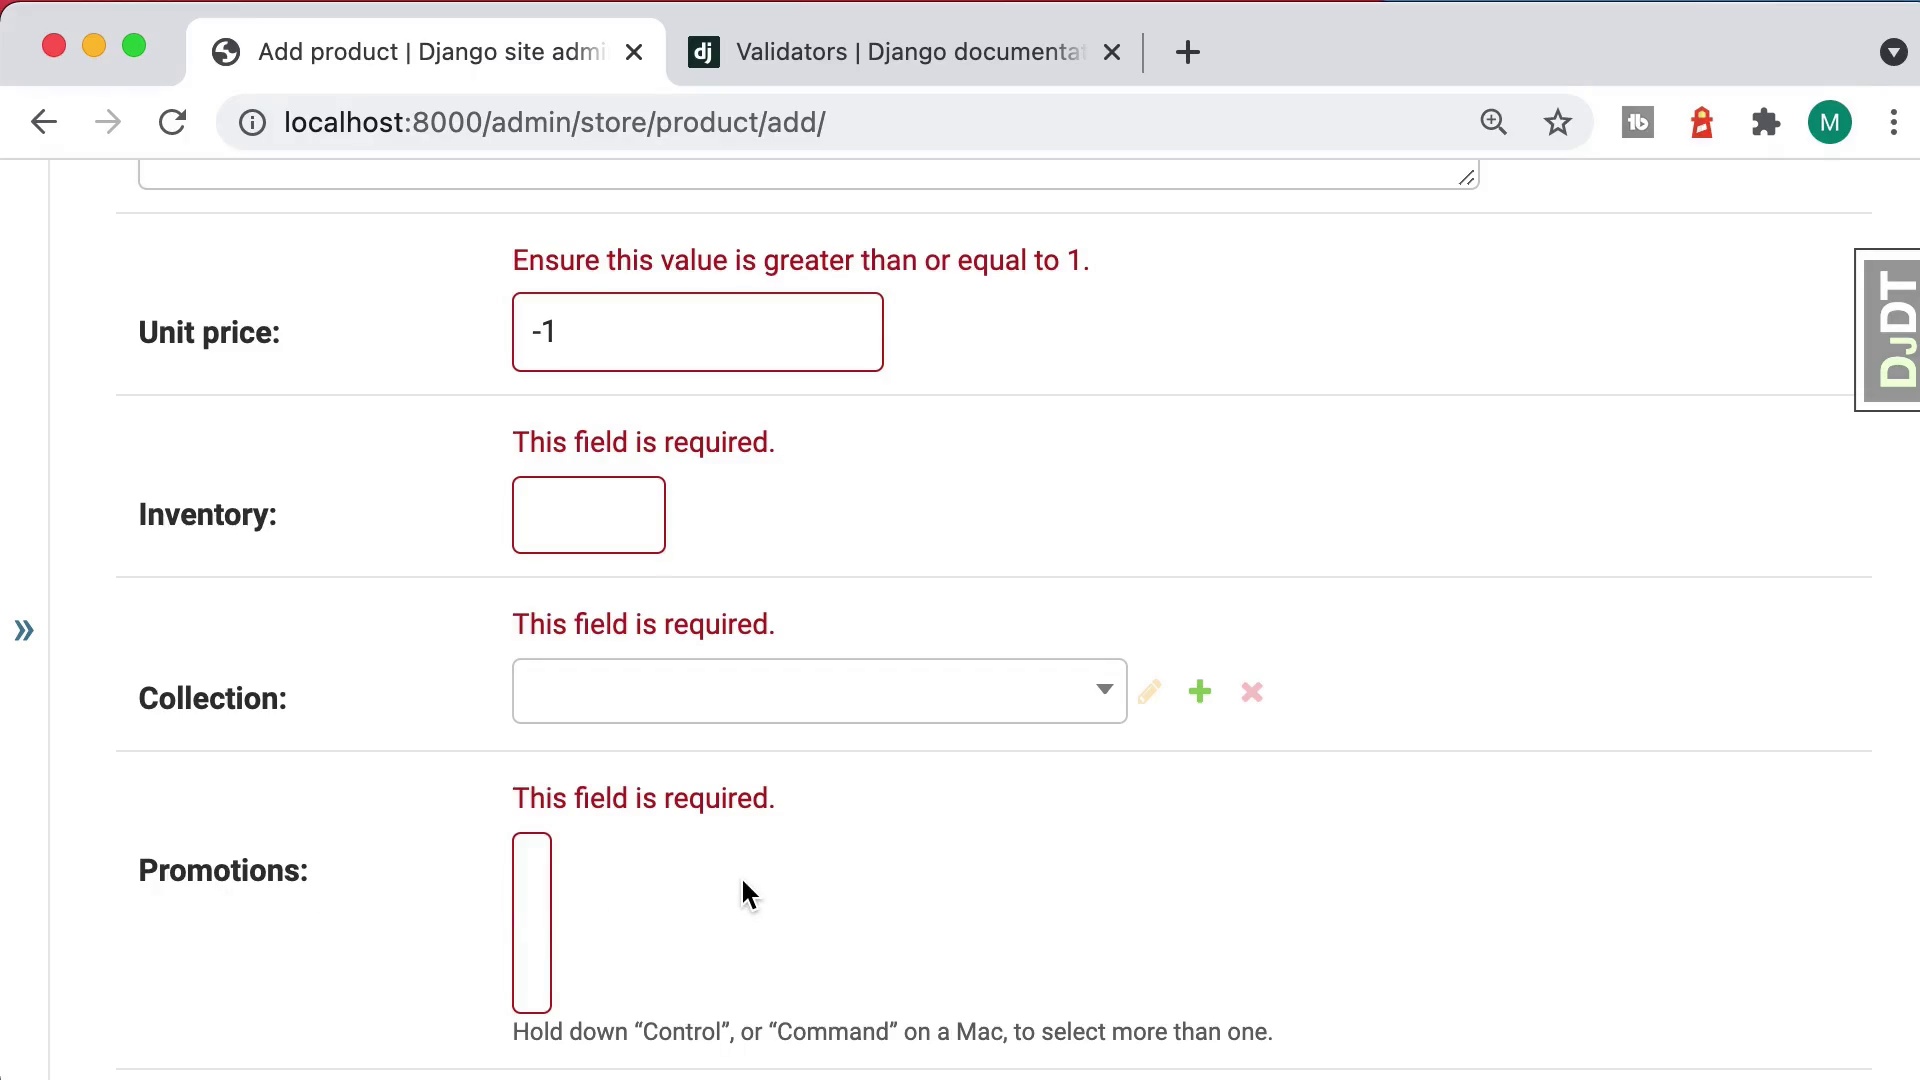 Add product | Django site admi
dj
Validators | Django documentat
localhost:8000/admin/store/product/add/
M
Ensure this value is greater than or equal to 1.
Unit price:
-1
DJDT
This field is required.
Inventory:
This field is required.
Collection:
This field is required.
Promotions:
Hold down “Control”, or “Command” on a Mac, to select more than one.